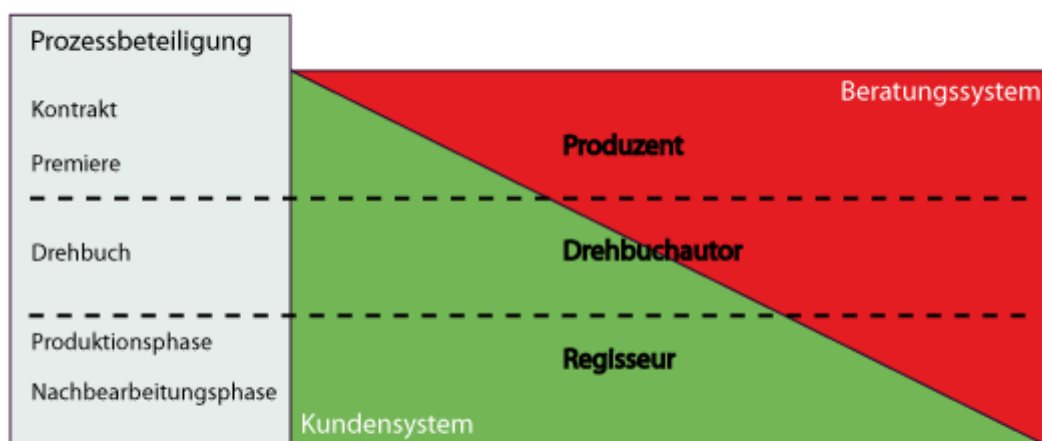 Prozessbeteiligung
Beratungssystem
Kontrakt
Produzent
Premiere
Drehbuch
Drehbuchautor
Produktionsphase
Regisseur
Nachbearbeitungsphase
Kundensystem